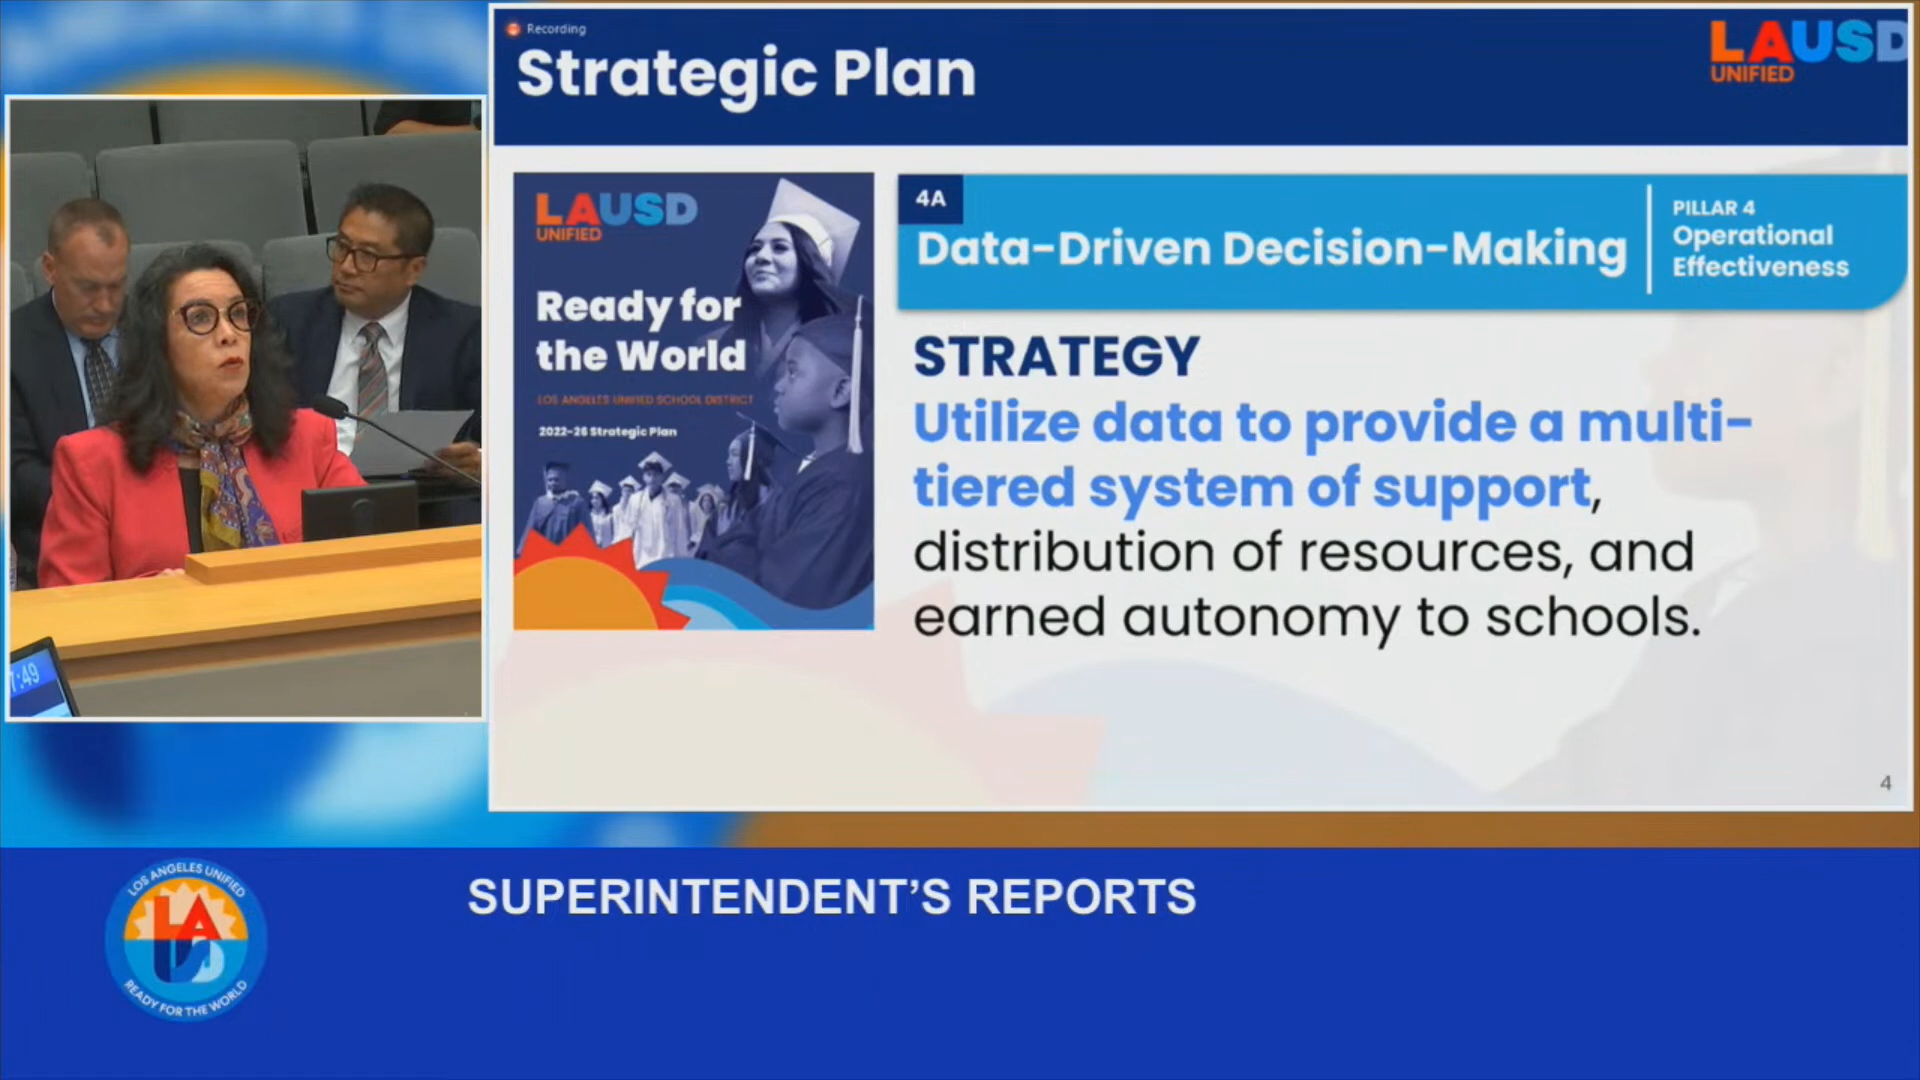 Recording
Strategic Plan
LAUSD
UNIFIED
LAUSD
UNIFIED
Ready for
the World
LOS ANGELES UNIFIED SCHOOL DISTRICT
2022-26 Strategic Plan
4A
Data-Driven Decision-Making
PILLAR 4
Operational
Effectiveness
STRATEGY
Utilize data to provide a multi-
tiered system of support,
distribution of resources, and
earned autonomy to schools.
4
:49
LOS ANGELES UNIFIED
LAUSD
READY FOR THE WORLD
SUPERINTENDENT'S REPORTS